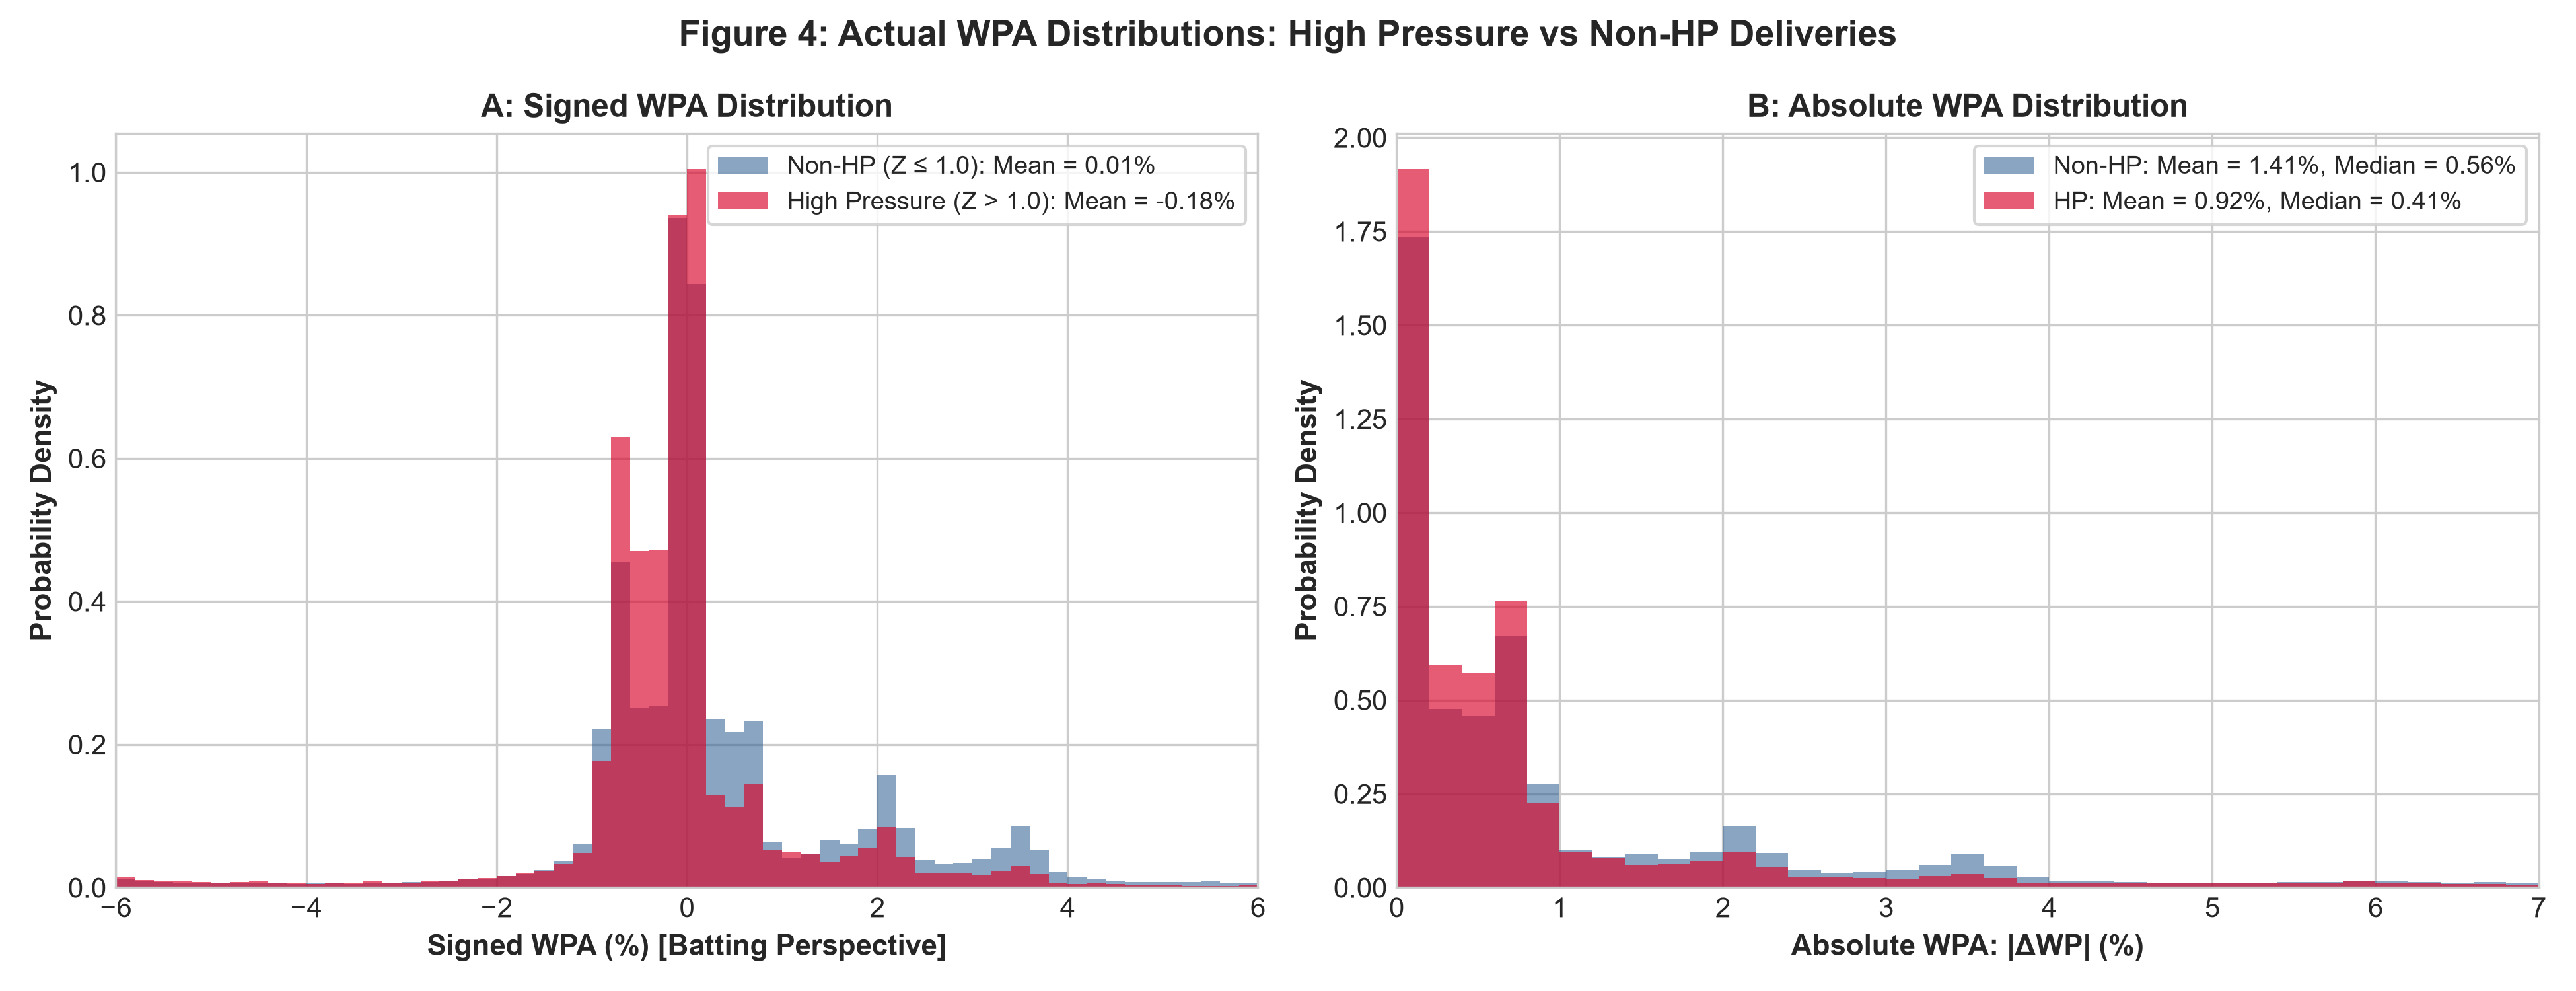 Figure 4: Actual WPA Distributions: High Pressure vs Non-HP Deliveries
A: Signed WPA Distribution
Non-HP (Z ≤ 1.0): Mean = 0.01%
High Pressure (Z > 1.0): Mean = -0.18%
Probability Density
1.0
0.8
0.6
0.4
0.2
0.0
−6
−4
−2
0
2
4
6
Signed WPA (%) [Batting Perspective]
B: Absolute WPA Distribution
Non-HP: Mean = 1.41%, Median = 0.56%
HP: Mean = 0.92%, Median = 0.41%
Probability Density
2.00
1.75
1.50
1.25
1.00
0.75
0.50
0.25
0.00
0
1
2
3
4
5
6
7
Absolute WPA: |ΔWP| (%)